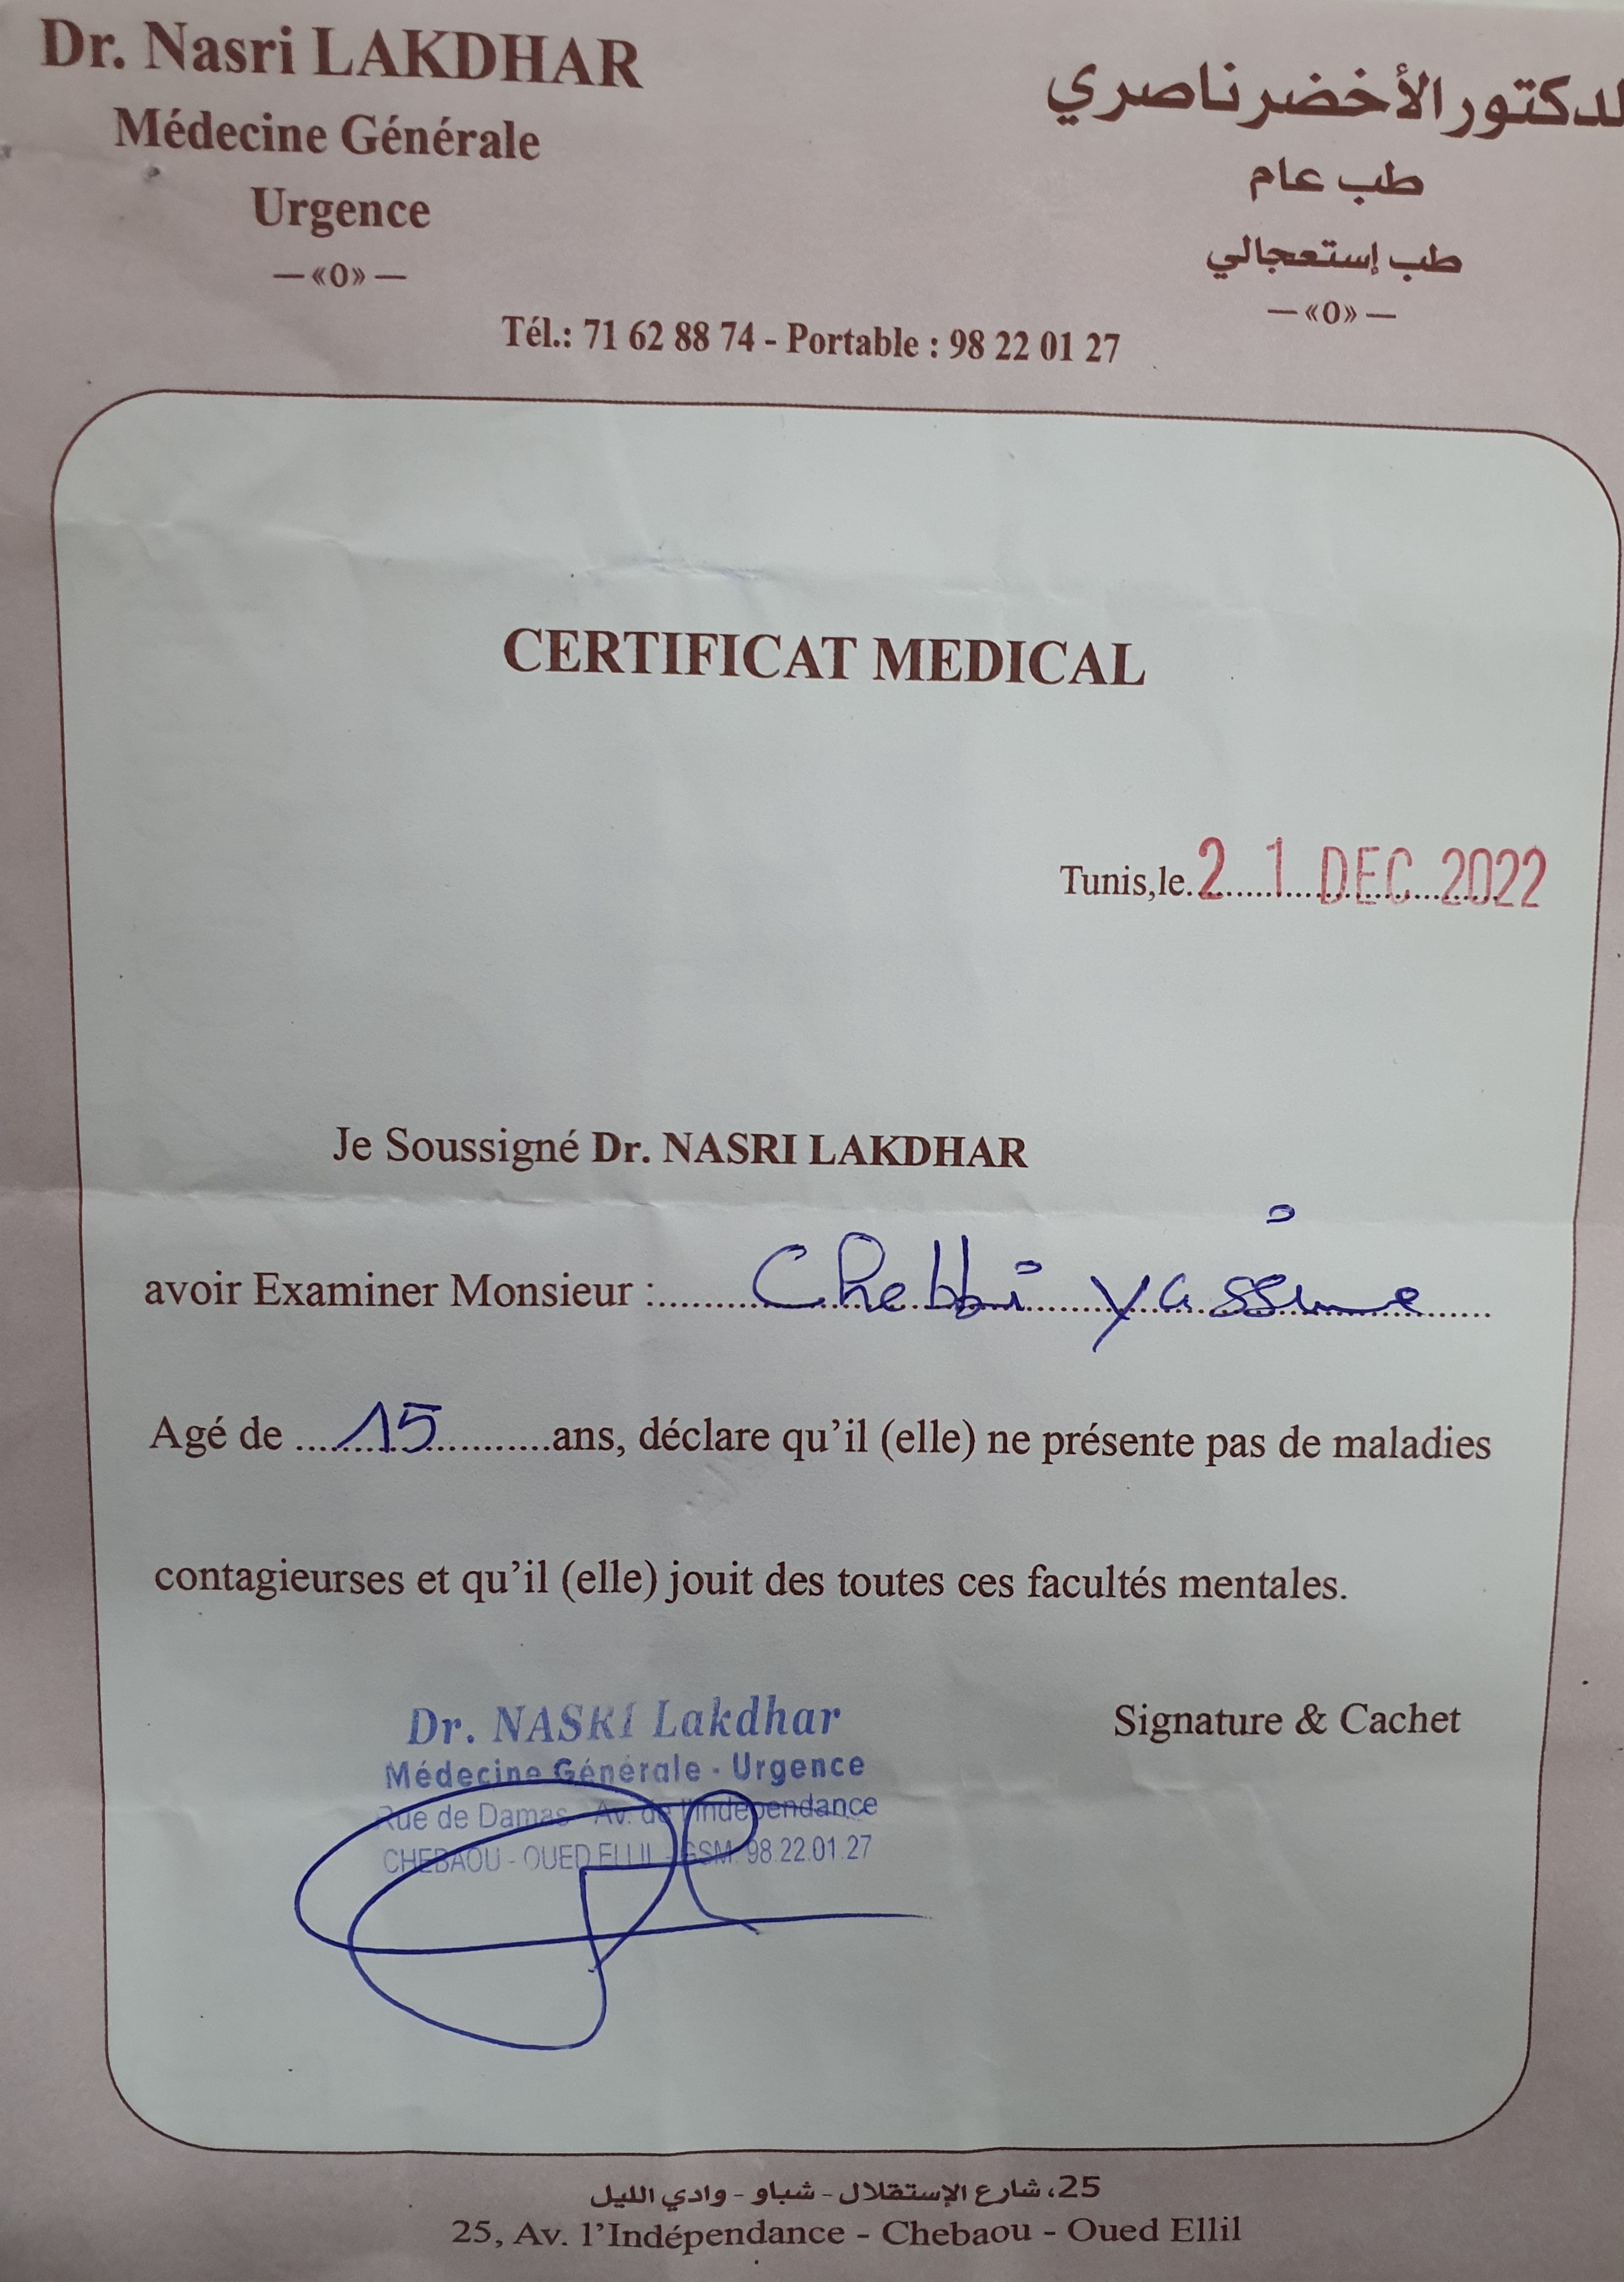 Dr. Nasri LAKDHAR
Médecine Générale
Urgence
—«O»—
لدكتور الأخضر ناصري
طب عام
طب إستعجالي
—«O»—
Tél.: 71 62 88 74 - Portable : 98 22 01 27
CERTIFICAT MEDICAL
Tunis,le. 21 DEC 2022
Je Soussigné Dr. NASRI LAKDHAR
avoir Examiner Monsieur : Chebbi yassine
Agé de 15 ans, déclare qu'il (elle) ne présente pas de maladies
contagieurses et qu'il (elle) jouit des toutes ces facultés mentales.
Signature & Cachet
Dr. NASRI Lakdhar
Médecine Générale - Urgence
Rue de Damas - Av. de l'Indépendance
CHEBAOU - OUED ELLIL - GSM: 98.22.01.27
25، شارع الإستقلال - شباو - وادي الليل
25, Av. l'Indépendance - Chebaou - Oued Ellil